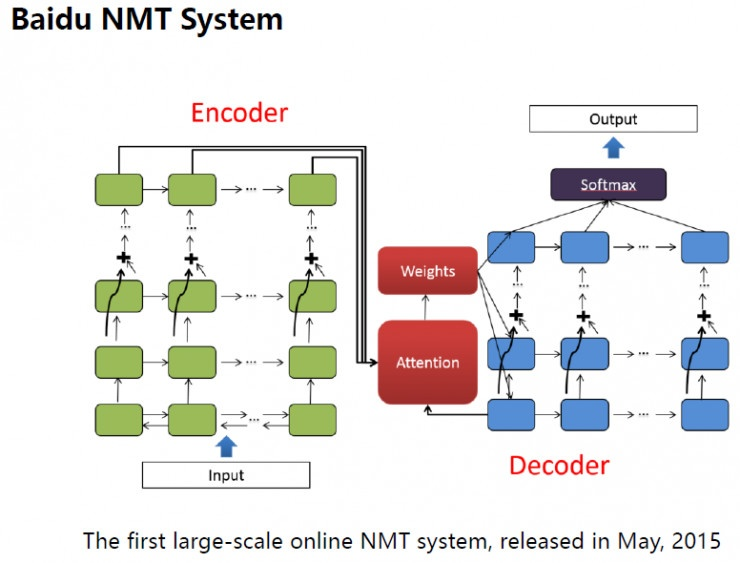 Baidu NMT System
Encoder
Output
Softmax
...
...
...
...
...
...
Weights
...
...
...
...
...
...
...
Attention
...
...
...
...
Input
Decoder
The first large-scale online NMT system, released in May, 2015